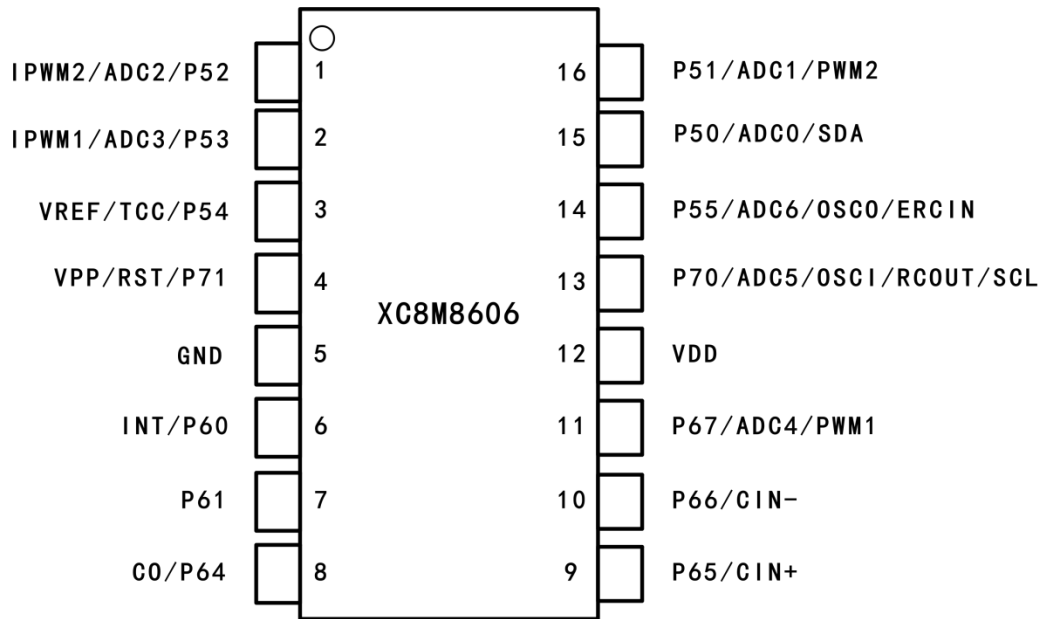 IPWM2/ADC2/P52 1 16 P51/ADC1/PWM2
IPWM1/ADC3/P53 2 15 P50/ADC0/SDA
VREF/TCC/P54 3 14 P55/ADC6/OSCO/ERCIN
VPP/RST/P71 4 13 P70/ADC5/OSCI/RCOUT/SCL
XC8M8606
GND 5 12 VDD
INT/P60 6 11 P67/ADC4/PWM1
P61 7 10 P66/CIN-
CO/P64 8 9 P65/CIN+